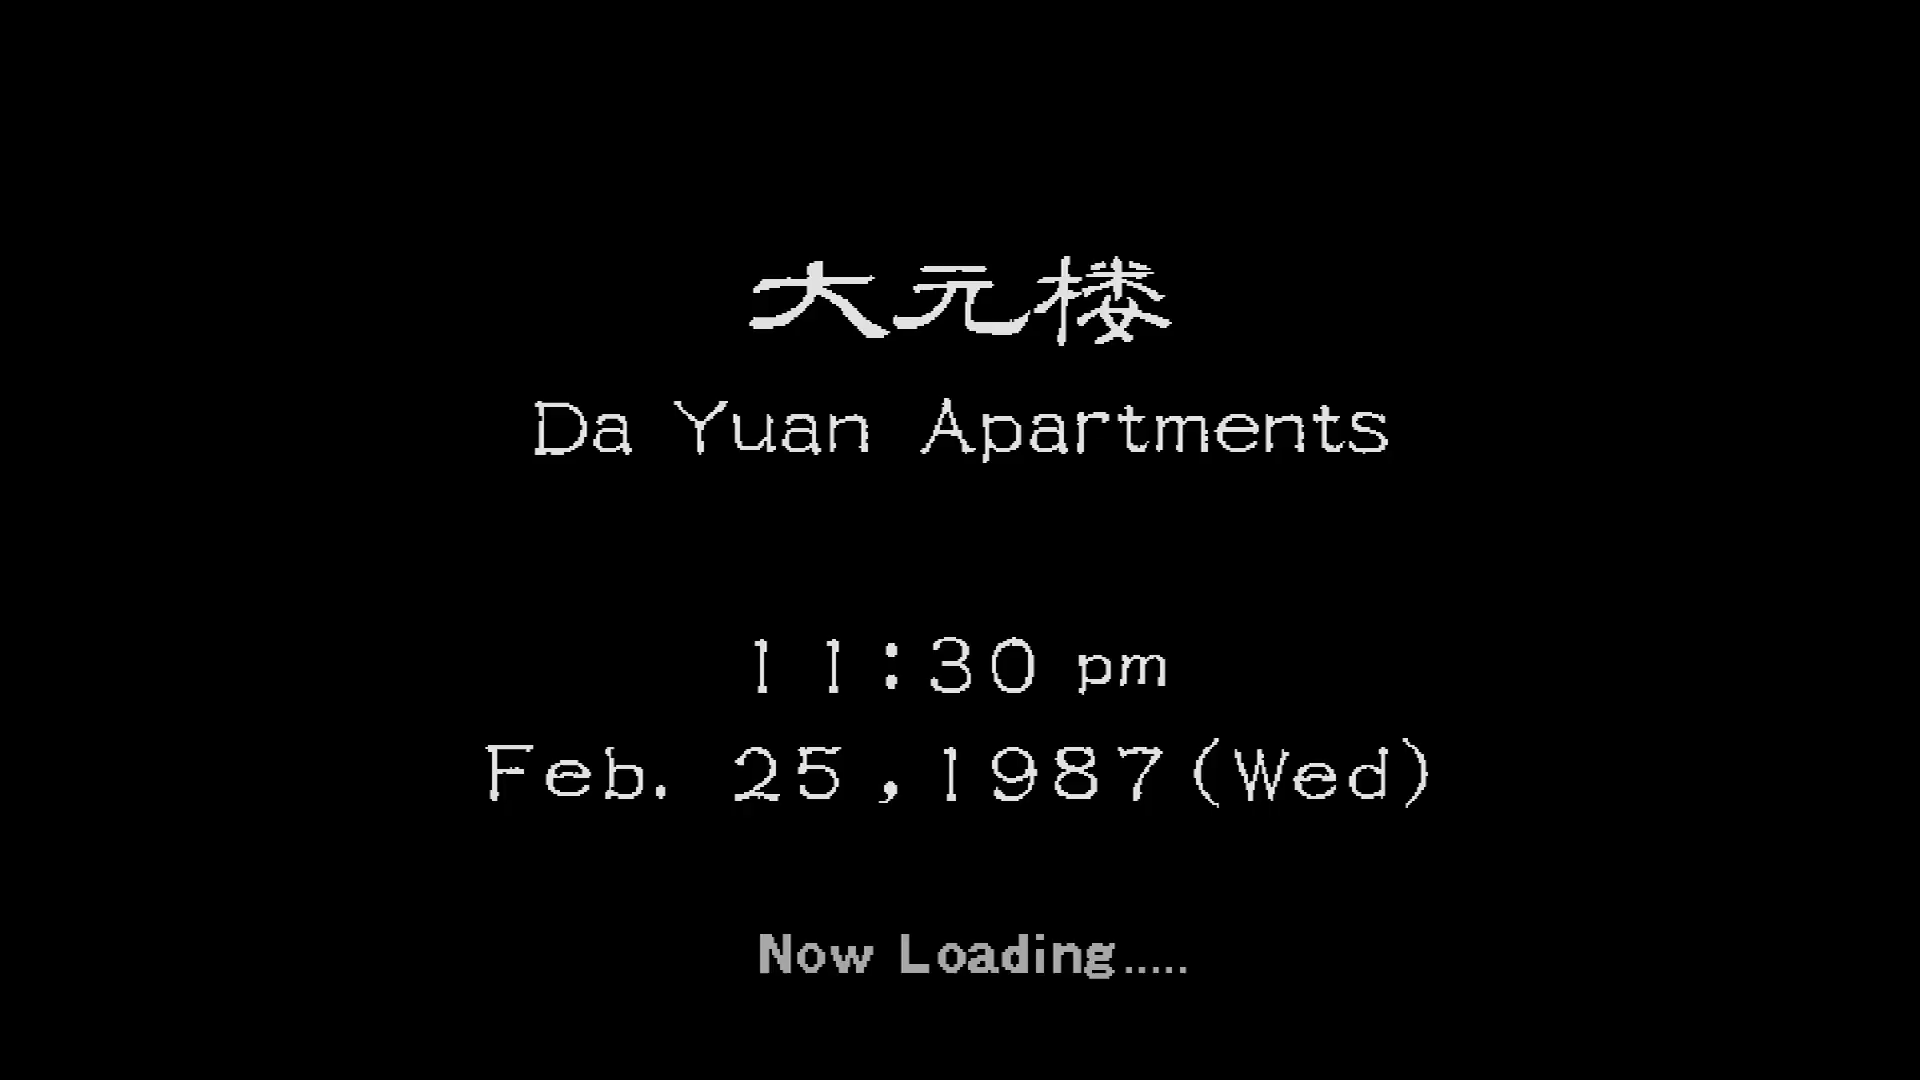 大元楼
Da Yuan Apartments
11:30 pm
Feb. 25,1987(Wed)
Now Loading.....